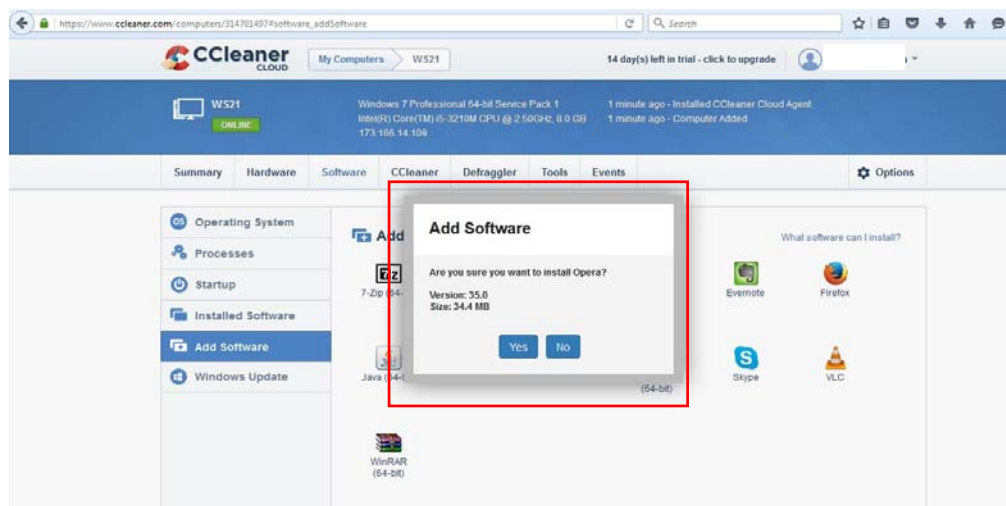 https://www.ccleaner.com/computers/314701497#software_addSoftware
Search
CCleaner
CLOUD
My Computers
WS21
14 day(s) left in trial - click to upgrade
WS21
ONLINE
Windows 7 Professional 64-bit Service Pack 1
Intel(R) Core(TM) i5-3210M CPU @ 2.50GHz, 8.0 GB
173.166.14.109
1 minute ago - Installed CCleaner Cloud Agent
1 minute ago - Computer Added
Summary
Hardware
Software
CCleaner
Defraggler
Tools
Events
Options
OS
Operating System
Processes
Startup
Installed Software
Add Software
Windows Update
Add
What software can I install?
7z
7-Zip (64-
Evernote
Firefox
Java (64-b
(64-bit)
Skype
VLC
WinRAR
(64-bit)
Add Software
Are you sure you want to install Opera?
Version: 35.0
Size: 34.4 MB
Yes
No